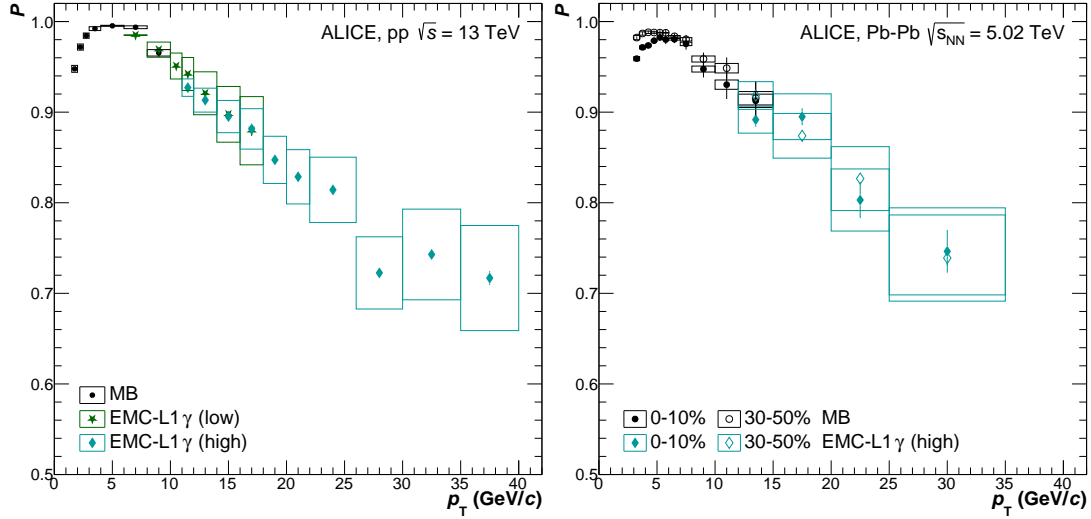 P
ALICE, pp √s = 13 TeV
1.0
0.9
0.8
0.7
0.6
0.5
MB
EMC-L1γ (low)
EMC-L1γ (high)
0 5 10 15 20 25 30 35 40
p_T (GeV/c)
P
ALICE, Pb-Pb √s_NN = 5.02 TeV
1.0
0.9
0.8
0.7
0.6
0.5
0-10% 30-50% MB
0-10% 30-50% EMC-L1γ (high)
0 5 10 15 20 25 30 35 40
p_T (GeV/c)